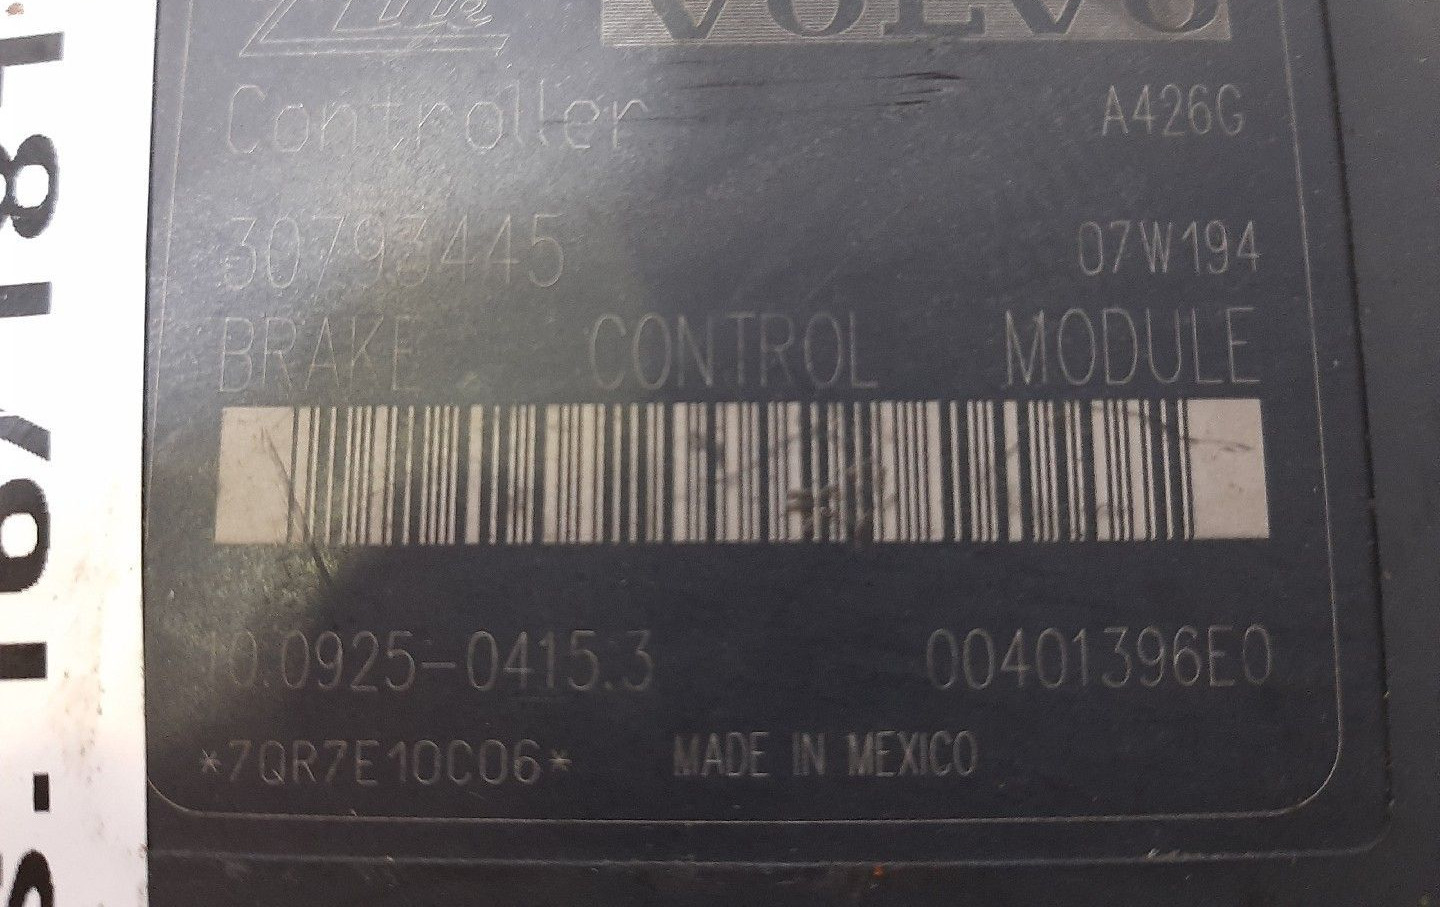 VOLVO
Controller A426G
30793445 07W194
BRAKE CONTROL MODULE
10.0925-0415.3 00401396E0
*7QR7E10C06* MADE IN MEXICO